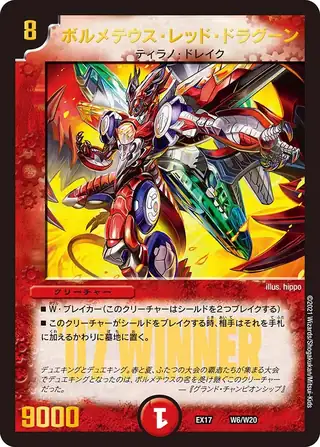 8
ボルメテウス・レッド・ドラグーン
ティラノ・ドレイク
illus. hippo
クリーチャー
■ W・ブレイカー(このクリーチャーはシールドを2つブレイクする)
■ このクリーチャーがシールドをブレイクする時、相手はそれを手札
に加えるかわりに墓地に置く。
DM WINNER
デュエキングとデュエキング。赤と夏、ふたつの大会の覇者たちが集まる大会
でデュエキングとなったのは、ボルメテウスの名を受け継ぐこのクリーチャー
だった。 ―『グランド・チャンピオンシップ』
9000
1
EX17
W6/W20
©2021 Wizards/Shogakukan/Mitsui-Kids